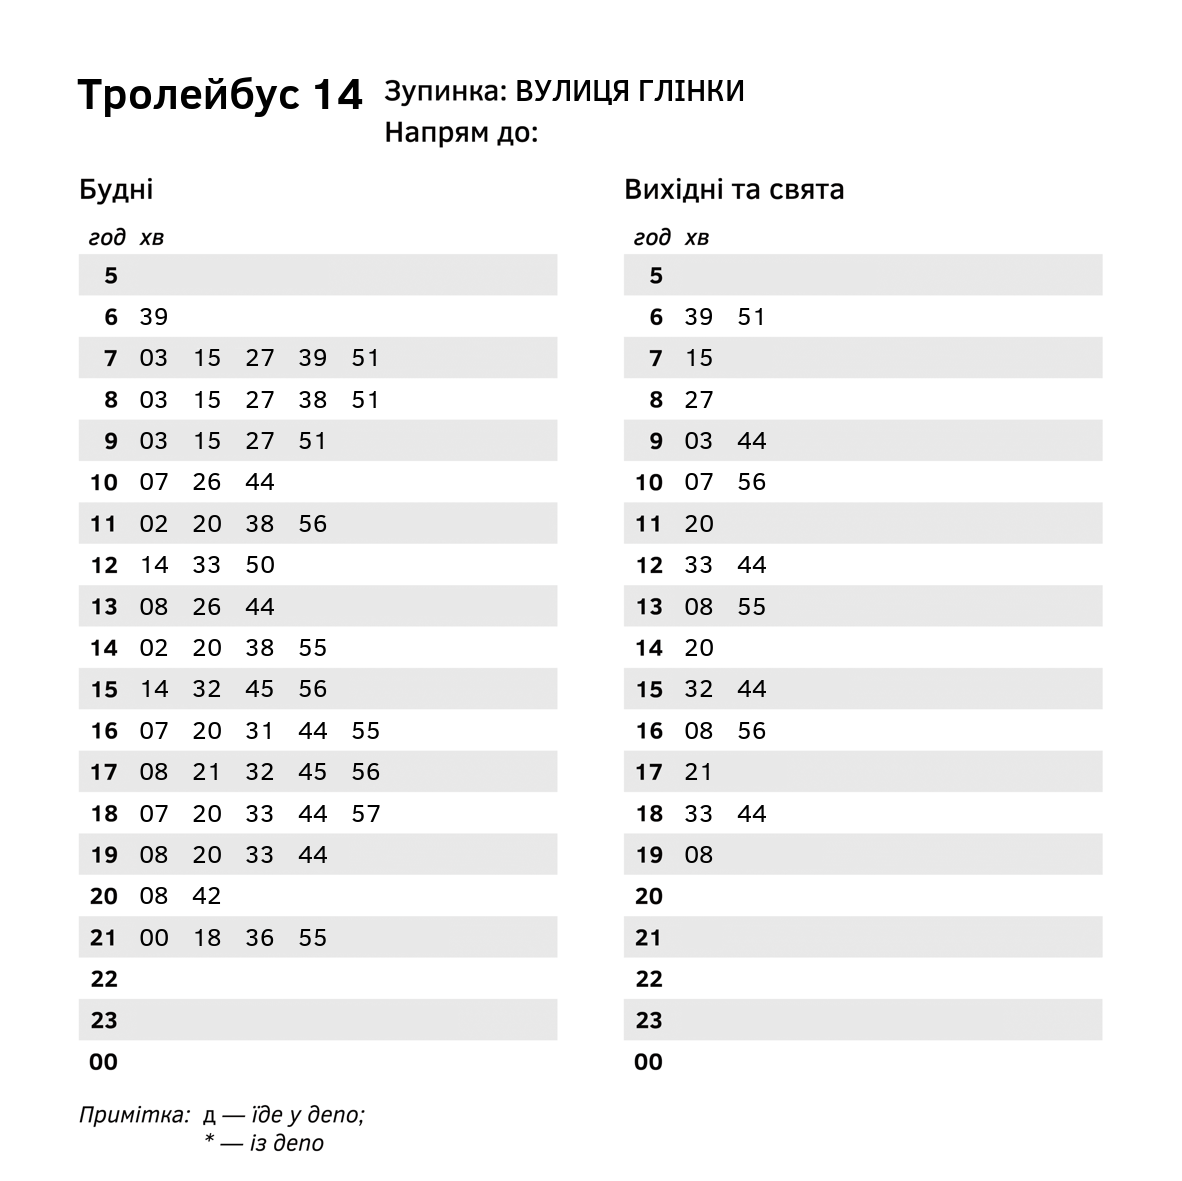 Тролейбус 14 Зупинка: ВУЛИЦЯ ГЛІНКИ
Напрям до:
Будні
год хв
5
6 39
7 03 15 27 39 51
8 03 15 27 38 51
9 03 15 27 51
10 07 26 44
11 02 20 38 56
12 14 33 50
13 08 26 44
14 02 20 38 55
15 14 32 45 56
16 07 20 31 44 55
17 08 21 32 45 56
18 07 20 33 44 57
19 08 20 33 44
20 08 42
21 00 18 36 55
22
23
00
Вихідні та свята
год хв
5
6 39 51
7 15
8 27
9 03 44
10 07 56
11 20
12 33 44
13 08 55
14 20
15 32 44
16 08 56
17 21
18 33 44
19 08
20
21
22
23
00
Примітка: д — їде у депо;
* — із депо